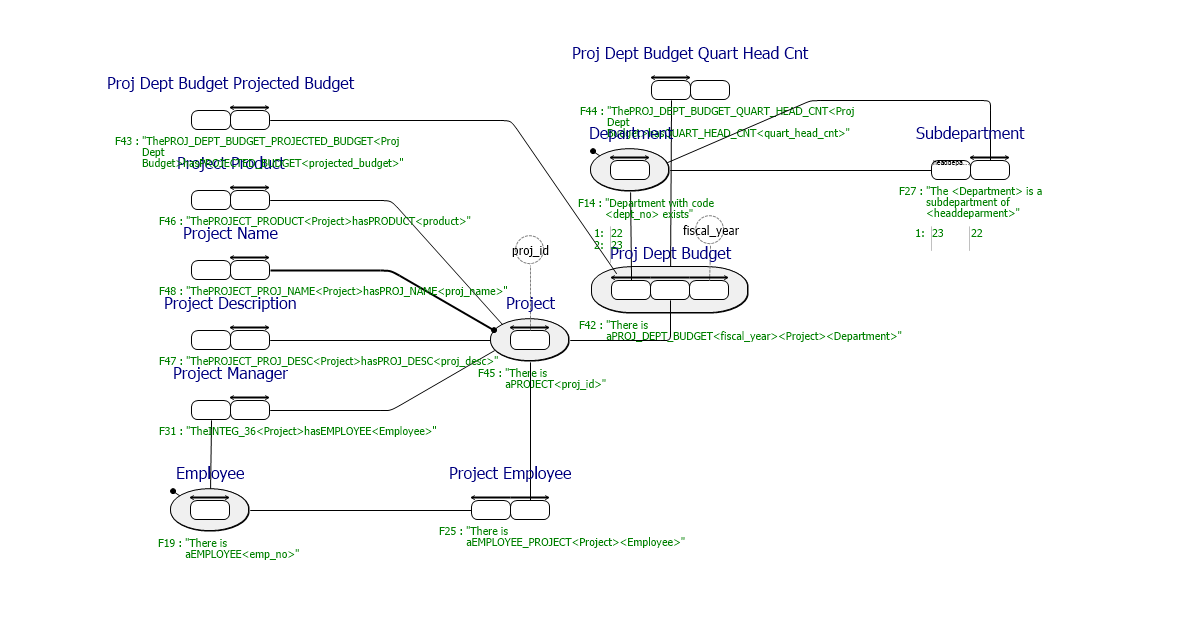 Proj Dept Budget Quart Head Cnt
Proj Dept Budget Projected Budget
F44 : "ThePROJ_DEPT_BUDGET_QUART_HEAD_CNT<Proj
Dept
Budget>hasQUART_HEAD_CNT<quart_head_cnt>"
Department
Subdepartment
F43 : "ThePROJ_DEPT_BUDGET_PROJECTED_BUDGET<Proj
Dept
Budget>hasPROJECTED_BUDGET<projected_budget>"
Project Product
headdepa
F27 : "The <Department> is a
subdepartment of
<headdeparment>"
1: 23 22
F14 : "Department with code
<dept_no> exists"
1: 22
2: 23
F46 : "ThePROJECT_PRODUCT<Project>hasPRODUCT<product>"
Project Name
fiscal_year
proj_id
Proj Dept Budget
F48 : "ThePROJECT_PROJ_NAME<Project>hasPROJ_NAME<proj_name>"
Project Description
Project
F42 : "There is
aPROJ_DEPT_BUDGET<fiscal_year><Project><Department>"
F47 : "ThePROJECT_PROJ_DESC<Project>hasPROJ_DESC<proj_desc>"
Project Manager
F45 : "There is
aPROJECT<proj_id>"
F31 : "TheINTEG_36<Project>hasEMPLOYEE<Employee>"
Employee
Project Employee
F25 : "There is
aEMPLOYEE_PROJECT<Project><Employee>"
F19 : "There is
aEMPLOYEE<emp_no>"